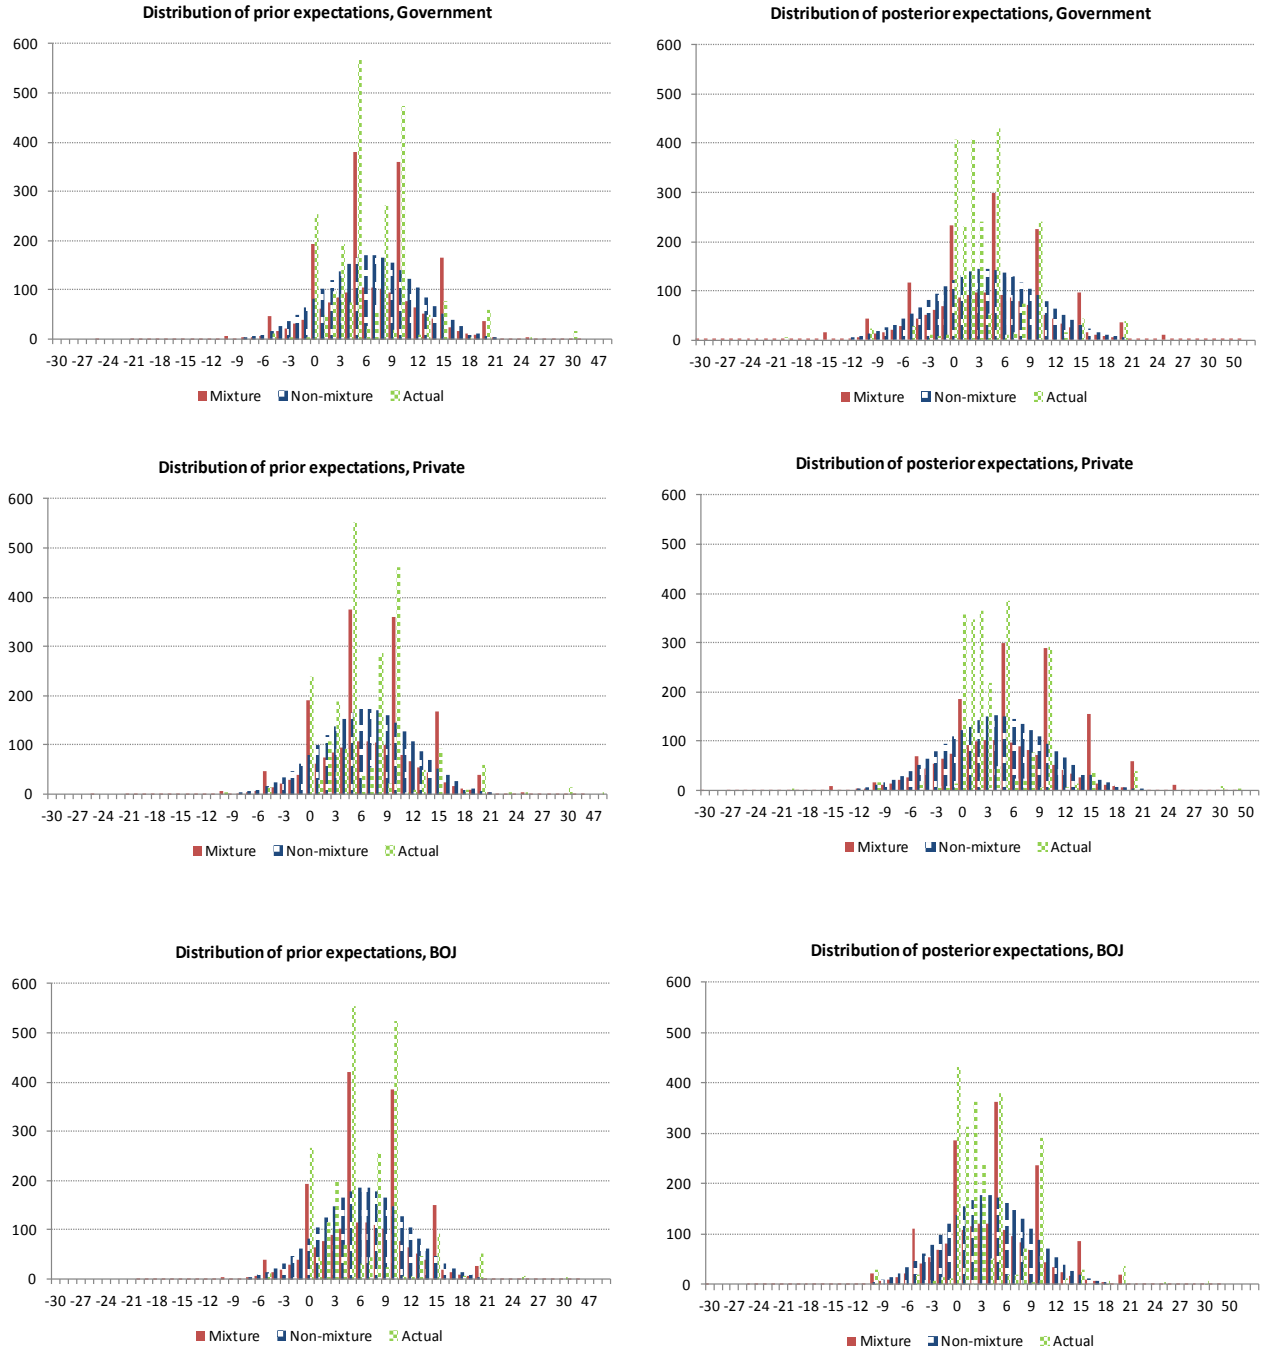 Distribution of prior expectations, Government
600
500
400
300
200
100
0
-30 -27 -24 -21 -18 -15 -12 -9 -6 -3 0 3 6 9 12 15 18 21 24 27 30 47
Mixture Non-mixture Actual
Distribution of posterior expectations, Government
600
500
400
300
200
100
0
-30 -27 -24 -21 -18 -15 -12 -9 -6 -3 0 3 6 9 12 15 18 21 24 27 30 50
Mixture Non-mixture Actual
Distribution of prior expectations, Private
600
500
400
300
200
100
0
-30 -27 -24 -21 -18 -15 -12 -9 -6 -3 0 3 6 9 12 15 18 21 24 27 30 47
Mixture Non-mixture Actual
Distribution of posterior expectations, Private
600
500
400
300
200
100
0
-30 -27 -24 -21 -18 -15 -12 -9 -6 -3 0 3 6 9 12 15 18 21 24 27 30 50
Mixture Non-mixture Actual
Distribution of prior expectations, BOJ
600
500
400
300
200
100
0
-30 -27 -24 -21 -18 -15 -12 -9 -6 -3 0 3 6 9 12 15 18 21 24 27 30 47
Mixture Non-mixture Actual
Distribution of posterior expectations, BOJ
600
500
400
300
200
100
0
-30 -27 -24 -21 -18 -15 -12 -9 -6 -3 0 3 6 9 12 15 18 21 24 27 30 50
Mixture Non-mixture Actual